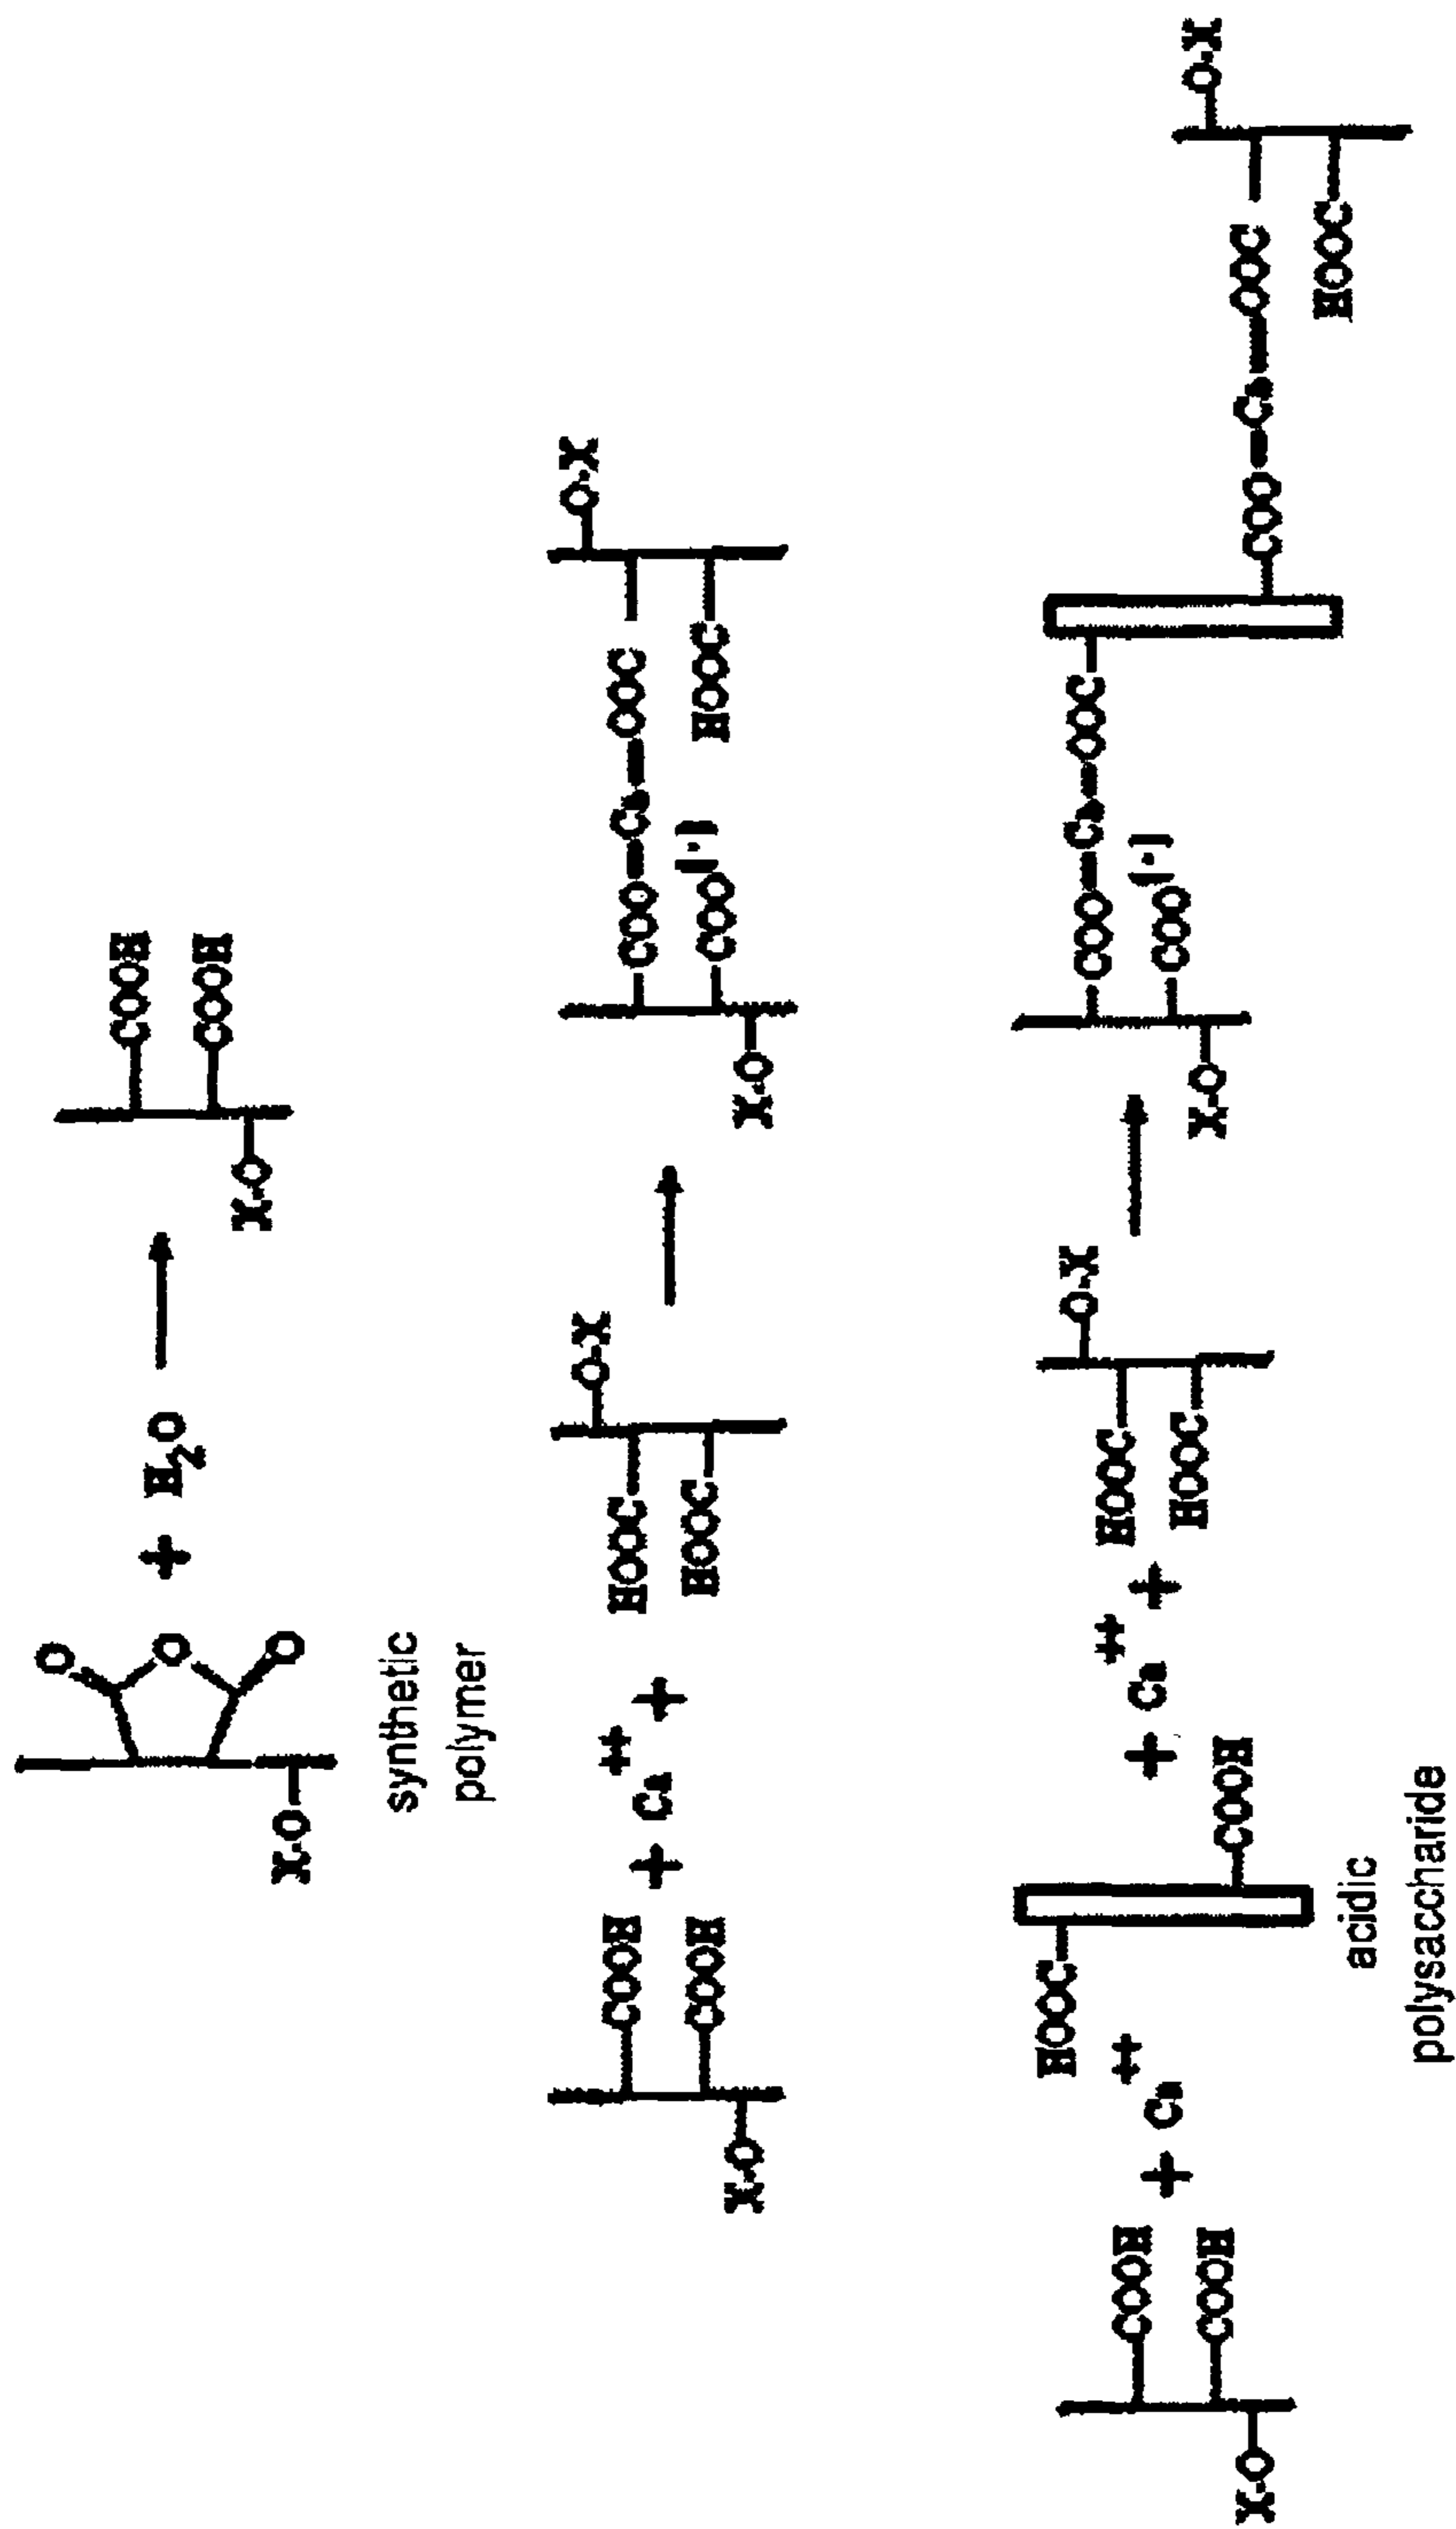 O COOH
O + H₂O → COOH
O X-O
X-O
synthetic
polymer
O-X O-X
COOH + Ca++ + HOOC → COO–Ca–OOC
COOH HOOC COO(-) HOOC
X-O X-O
HOOC O-X O-X
COOH + Ca++ + Ca++ + HOOC → COO–Ca–OOC COO–Ca–OOC
COOH COOH HOOC COO(-) HOOC
X-O X-O
acidic
polysaccharide